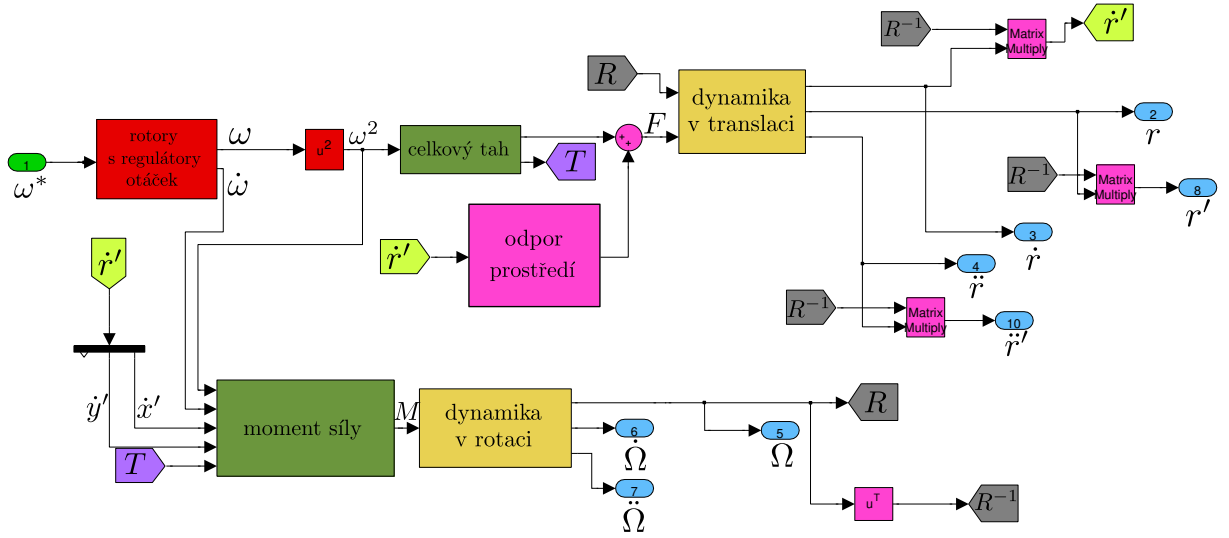 R⁻¹
Matrix
Multiply
ṙ′
R
dynamika
v translaci
2
r
rotory
s regulátory
otáček
ω
ω̇
u²
ω²
celkový tah
T
+
+
F
1
ω*
R⁻¹
Matrix
Multiply
8
r′
ṙ′
odpor
prostředí
3
ṙ
4
r̈
ṙ′
R⁻¹
Matrix
Multiply
10
r̈′
ẏ′
ẋ′
T
moment síly
M
dynamika
v rotaci
R
6
Ω̇
5
Ω
7
Ω̈
uᵀ
R⁻¹